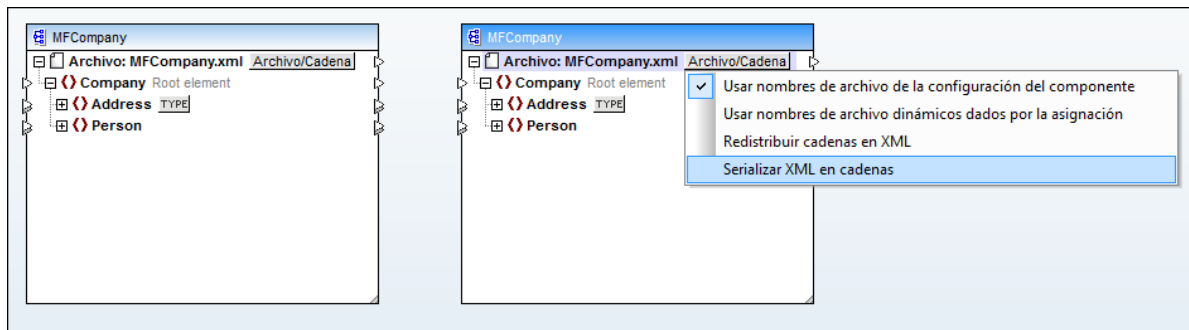 MFCompany
Archivo: MFCompany.xml Archivo/Cadena
Company Root element
Address TYPE
Person
MFCompany
Archivo: MFCompany.xml Archivo/Cadena
Company Root element
Address TYPE
Person
Usar nombres de archivo de la configuración del componente
Usar nombres de archivo dinámicos dados por la asignación
Redistribuir cadenas en XML
Serializar XML en cadenas